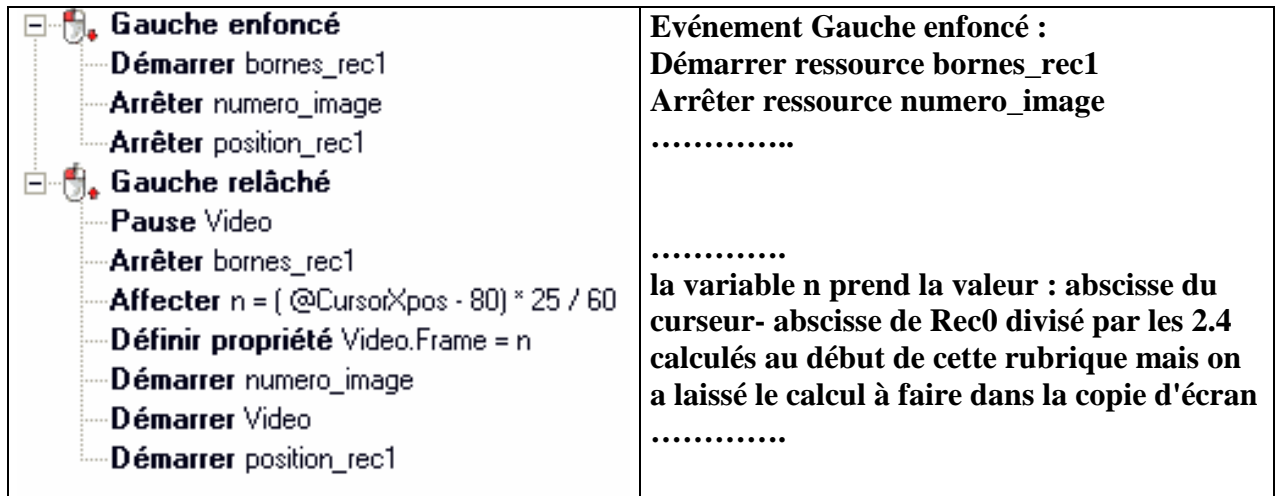 Gauche enfoncé
Démarrer bornes_rec1
Arrêter numero_image
Arrêter position_rec1
Gauche relâché
Pause Video
Arrêter bornes_rec1
Affecter n = ( @CursorXpos - 80) * 25 / 60
Définir propriété Video.Frame = n
Démarrer numero_image
Démarrer Video
Démarrer position_rec1
Evénement Gauche enfoncé :
Démarrer ressource bornes_rec1
Arrêter ressource numero_image
…………..
………….
la variable n prend la valeur : abscisse du
curseur- abscisse de Rec0 divisé par les 2.4
calculés au début de cette rubrique mais on
a laissé le calcul à faire dans la copie d'écran
………….